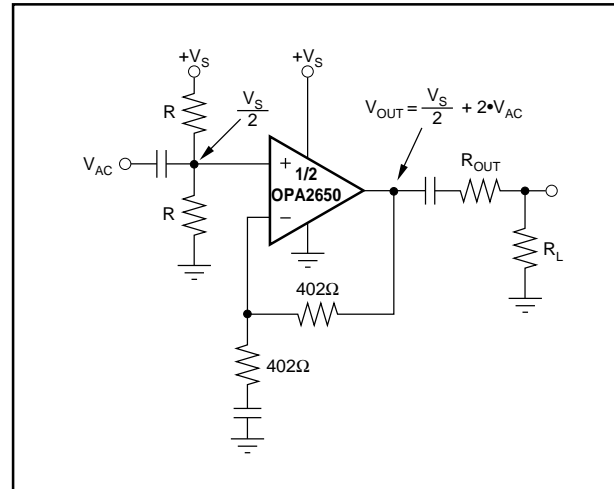 +V_S
+V_S
R
V_S
2
V_OUT = V_S/2 + 2•V_AC
V_AC
+
1/2
OPA2650
−
R_OUT
R
R_L
402Ω
402Ω